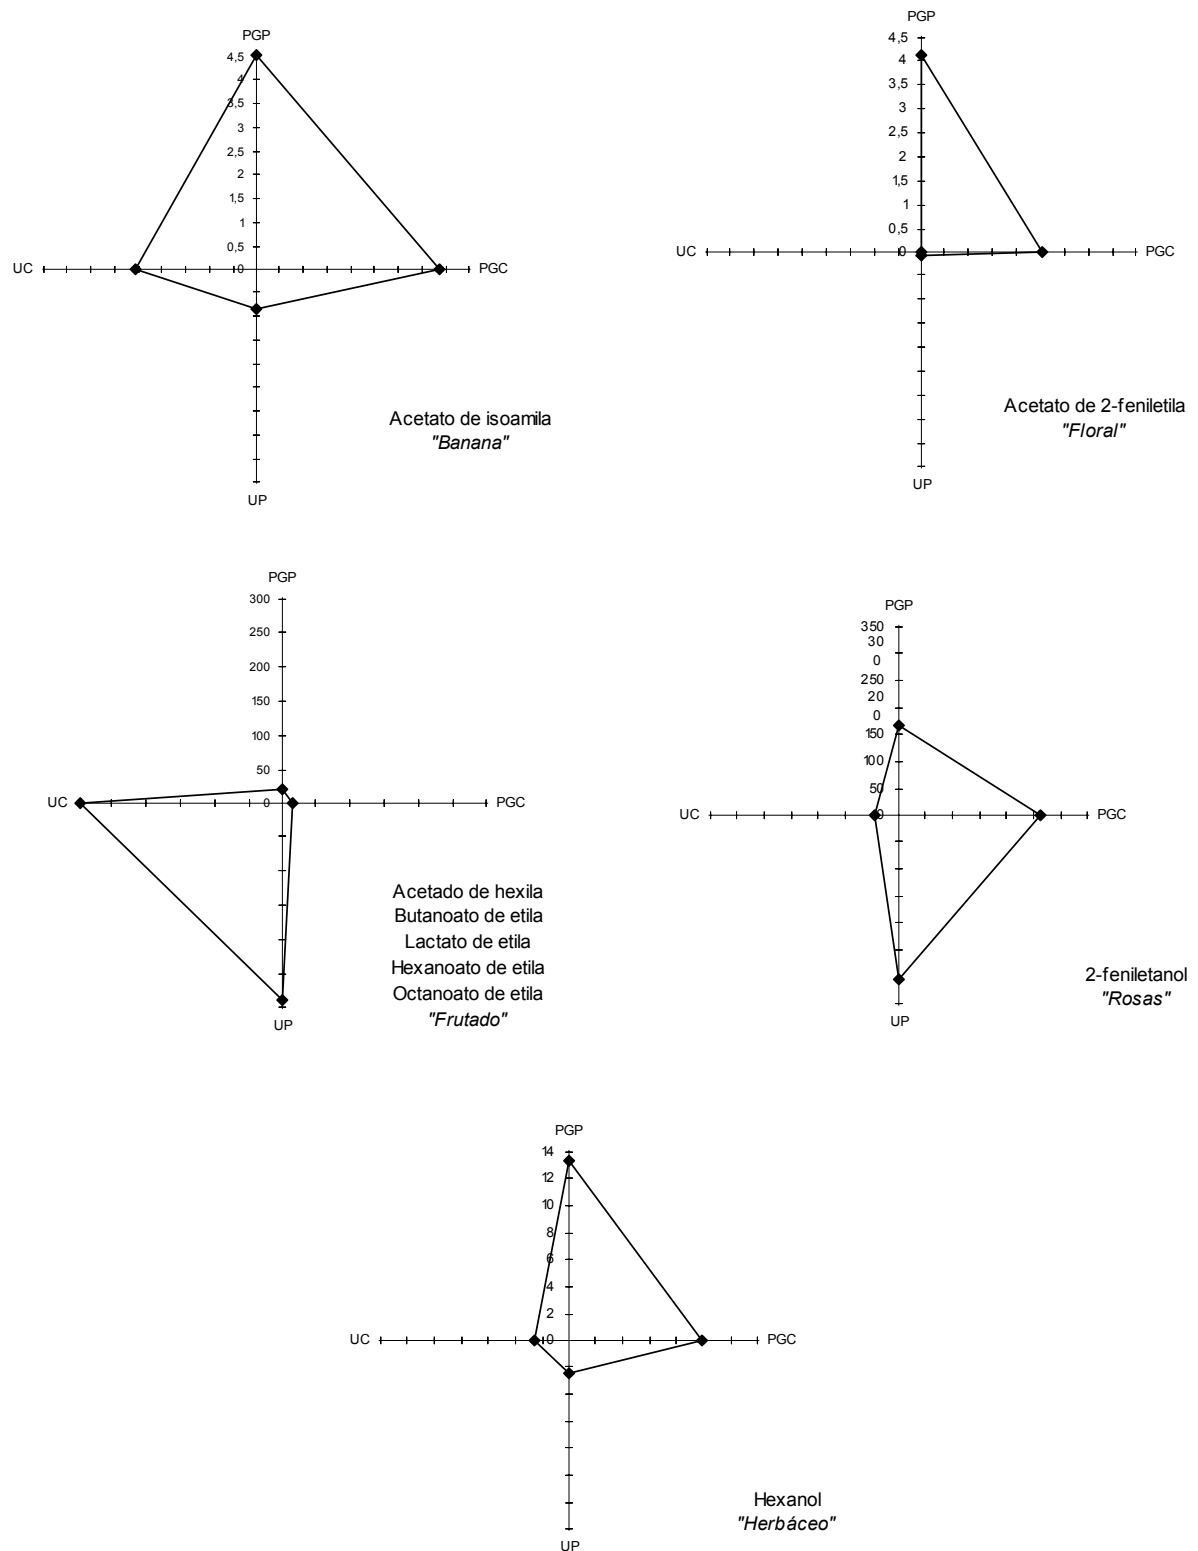 PGP
4,5
4
3,5
3
2,5
2
1,5
1
0,5
0
UC
PGC
UP
Acetato de isoamila
"Banana"
PGP
4,5
4
3,5
3
2,5
2
1,5
1
0,5
0
UC
PGC
UP
Acetato de 2-feniletila
"Floral"
PGP
300
250
200
150
100
50
0
UC
PGC
UP
Acetado de hexila
Butanoato de etila
Lactato de etila
Hexanoato de etila
Octanoato de etila
"Frutado"
PGP
350
30
0
250
20
0
150
100
50
0
UC
PGC
UP
2-feniletanol
"Rosas"
PGP
14
12
10
8
6
4
2
0
UC
PGC
UP
Hexanol
"Herbáceo"